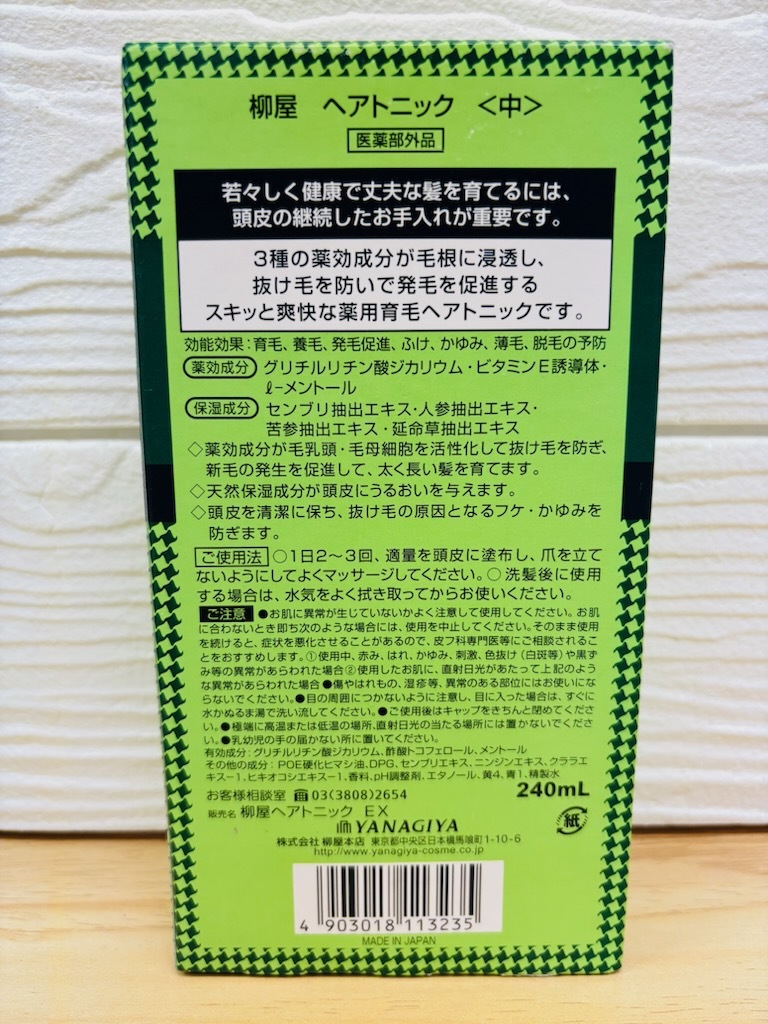 柳屋 ヘアトニック <中>
医薬部外品
若々しく健康で丈夫な髪を育てるには、
頭皮の継続したお手入れが重要です。
3種の薬効成分が毛根に浸透し、
抜け毛を防いで発毛を促進する
スキッと爽快な薬用育毛ヘアトニックです。
効能効果:育毛、養毛、発毛促進、ふけ、かゆみ、薄毛、脱毛の予防
薬効成分 グリチルリチン酸ジカリウム・ビタミンE誘導体・
ℓ-メントール
保湿成分 センブリ抽出エキス・人参抽出エキス・
苦参抽出エキス・延命草抽出エキス
◇薬効成分が毛乳頭・毛母細胞を活性化して抜け毛を防ぎ、
新毛の発生を促進して、太く長い髪を育てます。
◇天然保湿成分が頭皮にうるおいを与えます。
◇頭皮を清潔に保ち、抜け毛の原因となるフケ・かゆみを
防ぎます。
ご使用法 ○1日2〜3回、適量を頭皮に塗布し、爪を立て
ないようにしてよくマッサージしてください。○洗髪後に使用
する場合は、水気をよく拭き取ってからお使いください。
ご注意 ●お肌に異常が生じていないかよく注意して使用してください。お肌
に合わないとき即ち次のような場合には、使用を中止してください。そのまま使用
を続けると、症状を悪化させることがあるので、皮フ科専門医等にご相談されるこ
とをおすすめします。①使用中、赤み、はれ、かゆみ、刺激、色抜け(白斑等)や黒ず
み等の異常があらわれた場合②使用したお肌に、直射日光があたって上記のよう
な異常があらわれた場合●傷やはれもの、湿疹等、異常のある部位にはお使いにな
らないでください。●目の周囲につかないように注意し、目に入った場合は、すぐに
水かぬるま湯で洗い流してください。●ご使用後はキャップをきちんと閉めてくださ
い。●極端に高温または低温の場所、直射日光の当たる場所には置かないでくださ
い。●乳幼児の手の届かない所に置いてください。
有効成分:グリチルリチン酸ジカリウム、酢酸トコフェロール、メントール
その他の成分:POE硬化ヒマシ油、DPG、センブリエキス、ニンジンエキス、クララエ
キス-1、ヒキオコシエキス-1、香料、pH調整剤、エタノール、黄4、青1、精製水
お客様相談室 ☎03(3808)2654
240mL
販売名 柳屋ヘアトニック EX
紙
YANAGIYA
株式会社 柳屋本店 東京都中央区日本橋馬喰町1-10-6
http://www.yanagiya-cosme.co.jp
4 903018 113235
MADE IN JAPAN